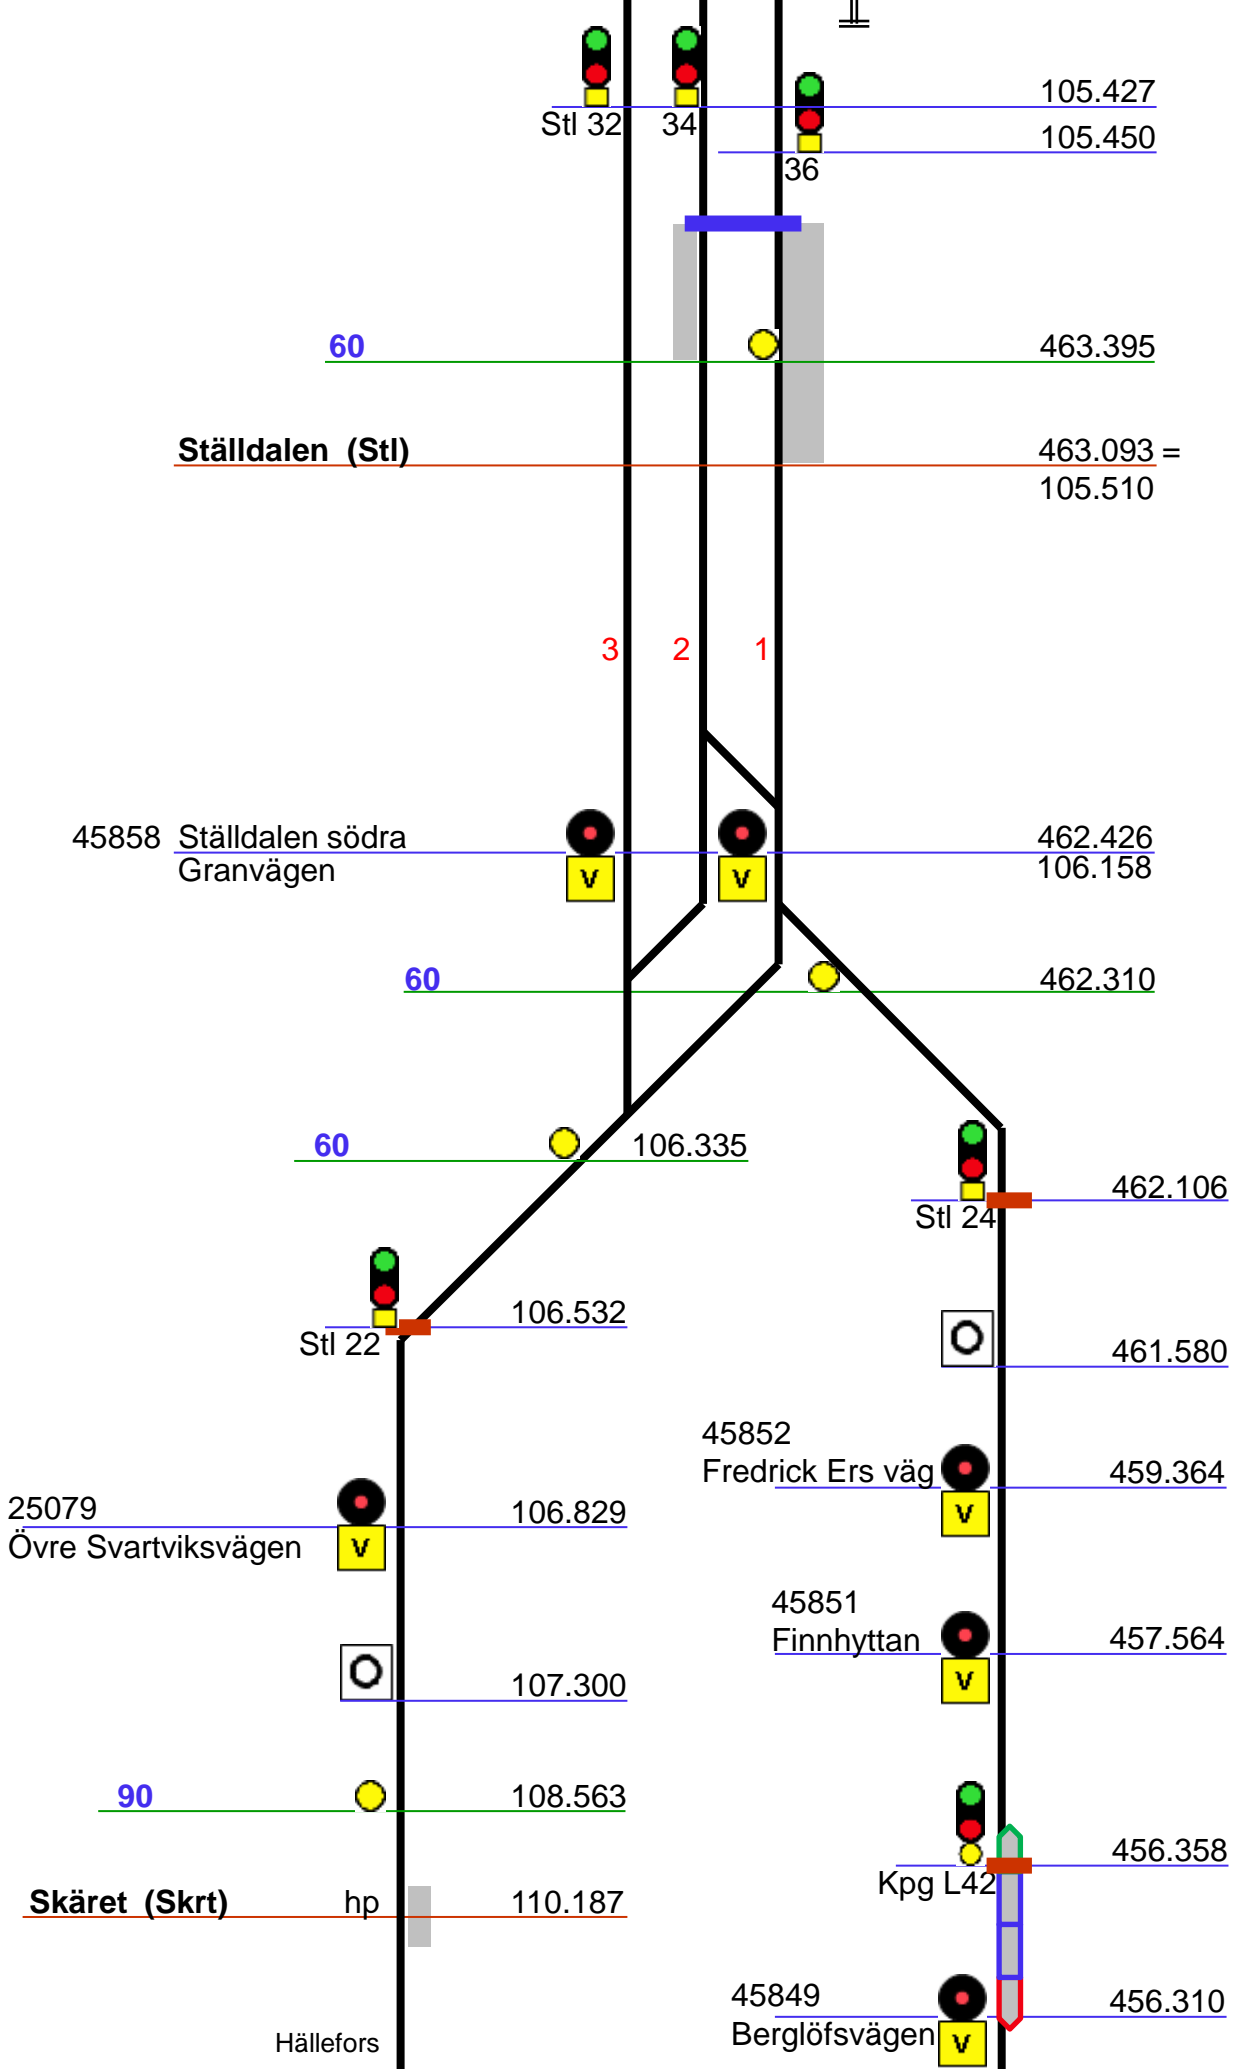 105.427
Stl 32
34
105.450
36
60
463.395
Ställdalen (Stl)
463.093 =
105.510
3
2
1
45858 Ställdalen södra
Granvägen
V
V
462.426
106.158
60
462.310
60
106.335
462.106
Stl 24
106.532
Stl 22
O
461.580
45852
Fredrick Ers väg
459.364
V
25079
Övre Svartviksvägen
106.829
V
45851
Finnhyttan
457.564
V
O
107.300
90
108.563
456.358
Kpg L42
Skäret (Skrt)
hp
110.187
45849
Berglöfsvägen
456.310
V
Hällefors